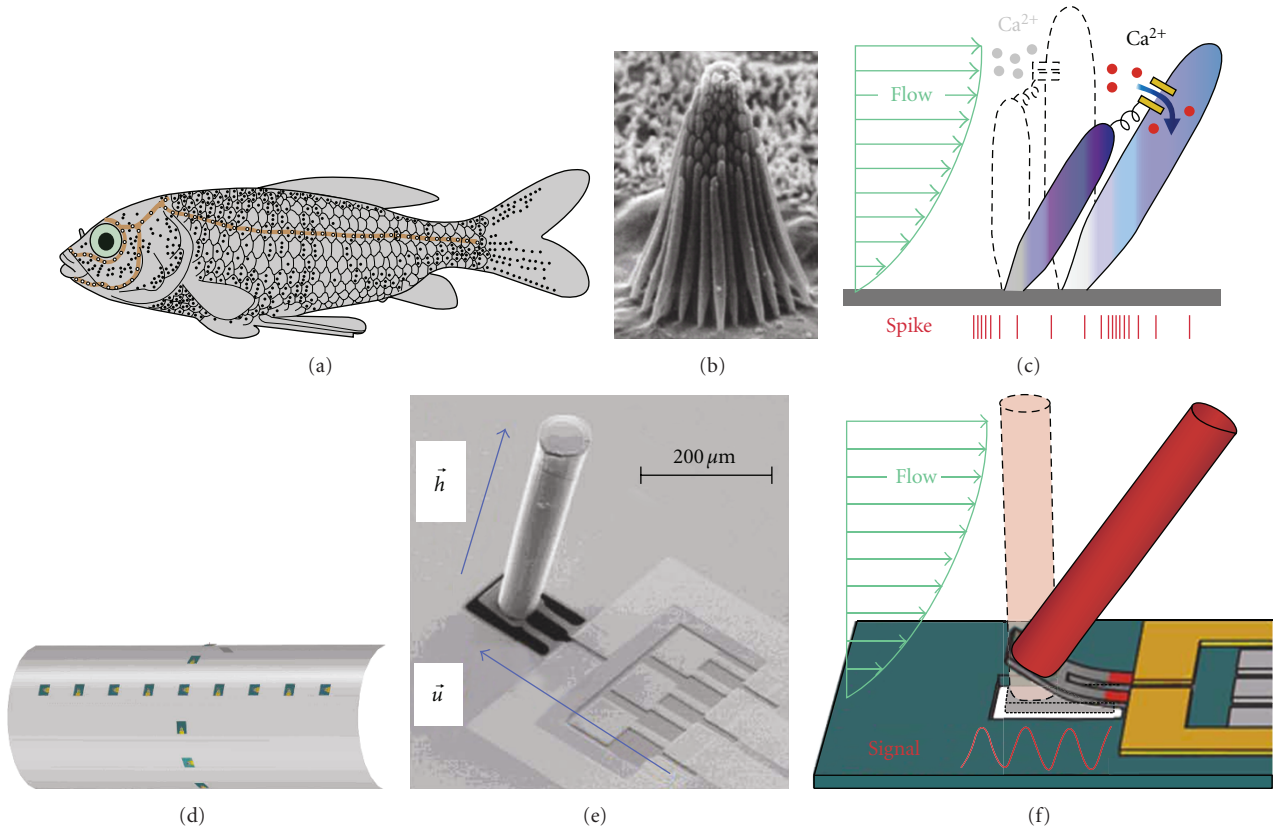 Ca²⁺
Ca²⁺
Flow
Spike
(a)
(b)
(c)
h⃗
200 µm
u⃗
Flow
Signal
(d)
(e)
(f)